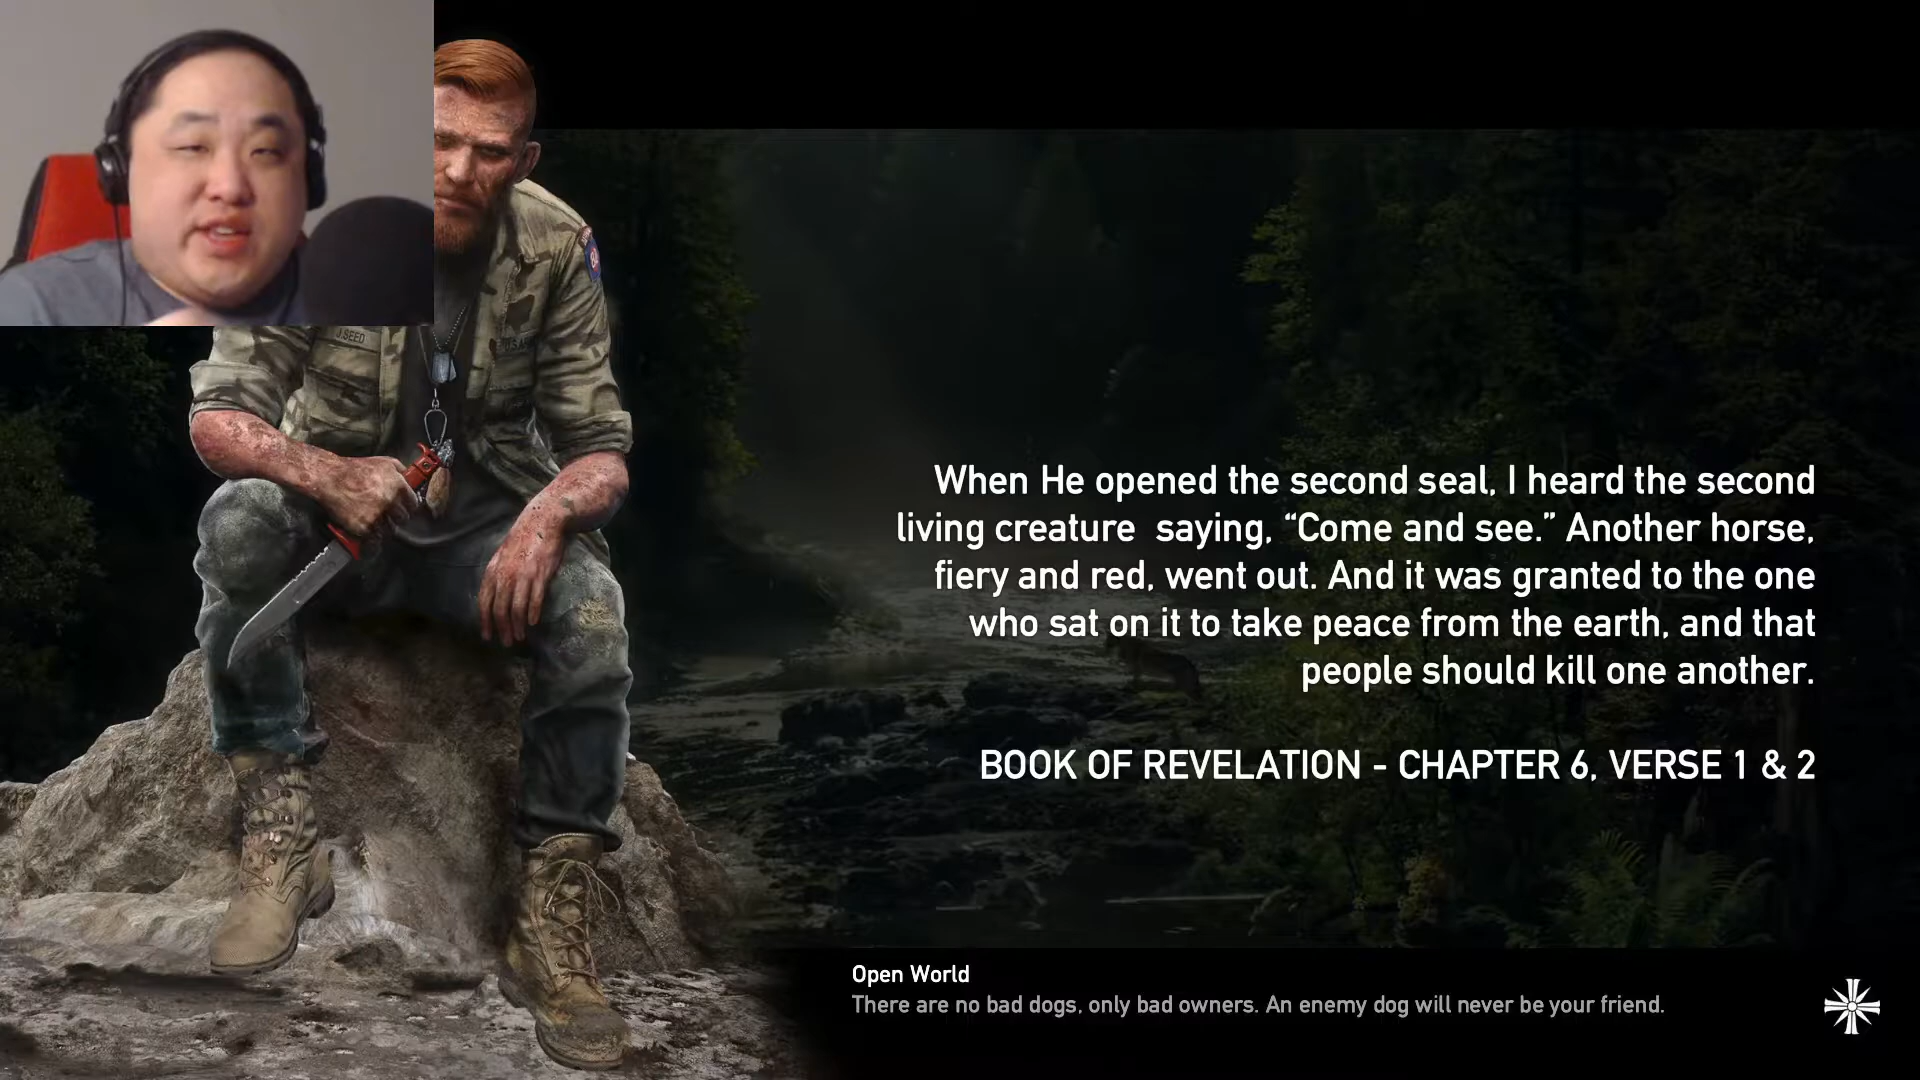 J.SEED
When He opened the second seal, I heard the second
living creature  saying, “Come and see.” Another horse,
fiery and red, went out. And it was granted to the one
who sat on it to take peace from the earth, and that
people should kill one another.
BOOK OF REVELATION - CHAPTER 6, VERSE 1 & 2
Open World
There are no bad dogs, only bad owners. An enemy dog will never be your friend.